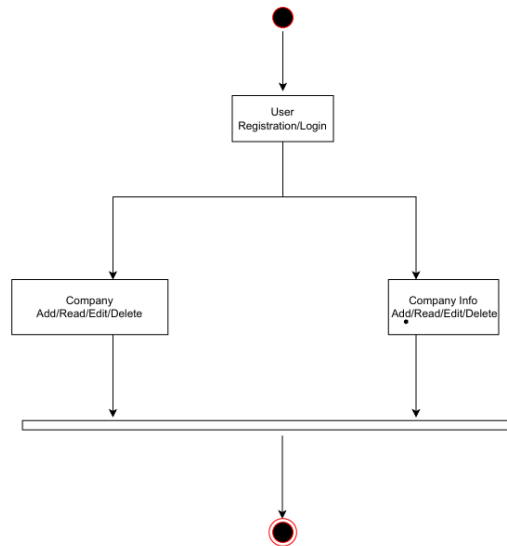 User
Registration/Login
Company
Add/Read/Edit/Delete
Company Info
Add/Read/Edit/Delete